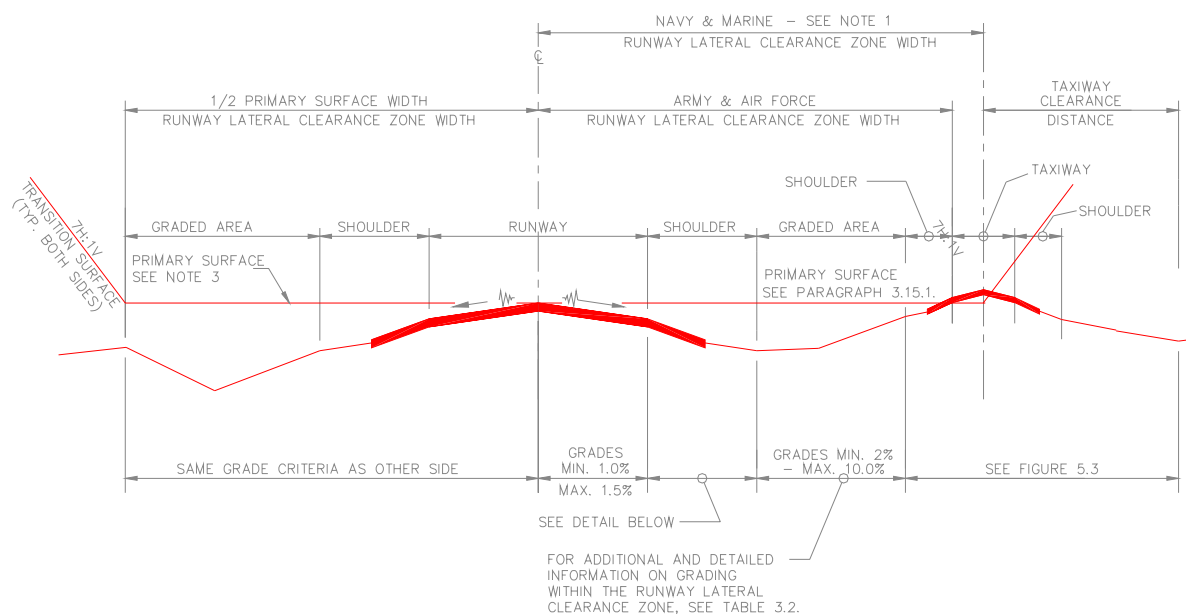 NAVY & MARINE – SEE NOTE 1
RUNWAY LATERAL CLEARANCE ZONE WIDTH
℄
1/2 PRIMARY SURFACE WIDTH
RUNWAY LATERAL CLEARANCE ZONE WIDTH
ARMY & AIR FORCE
RUNWAY LATERAL CLEARANCE ZONE WIDTH
TAXIWAY
CLEARANCE
DISTANCE
SHOULDER
TAXIWAY
SHOULDER
7H:1V
TRANSITION SURFACE
(TYP. BOTH SIDES)
GRADED AREA
SHOULDER
RUNWAY
SHOULDER
GRADED AREA
7H:1V
PRIMARY SURFACE
SEE NOTE 3
PRIMARY SURFACE
SEE PARAGRAPH 3.15.1.
SAME GRADE CRITERIA AS OTHER SIDE
GRADES
MIN. 1.0%
MAX. 1.5%
GRADES MIN. 2%
– MAX. 10.0%
SEE FIGURE 5.3
SEE DETAIL BELOW
FOR ADDITIONAL AND DETAILED
INFORMATION ON GRADING
WITHIN THE RUNWAY LATERAL
CLEARANCE ZONE, SEE TABLE 3.2.